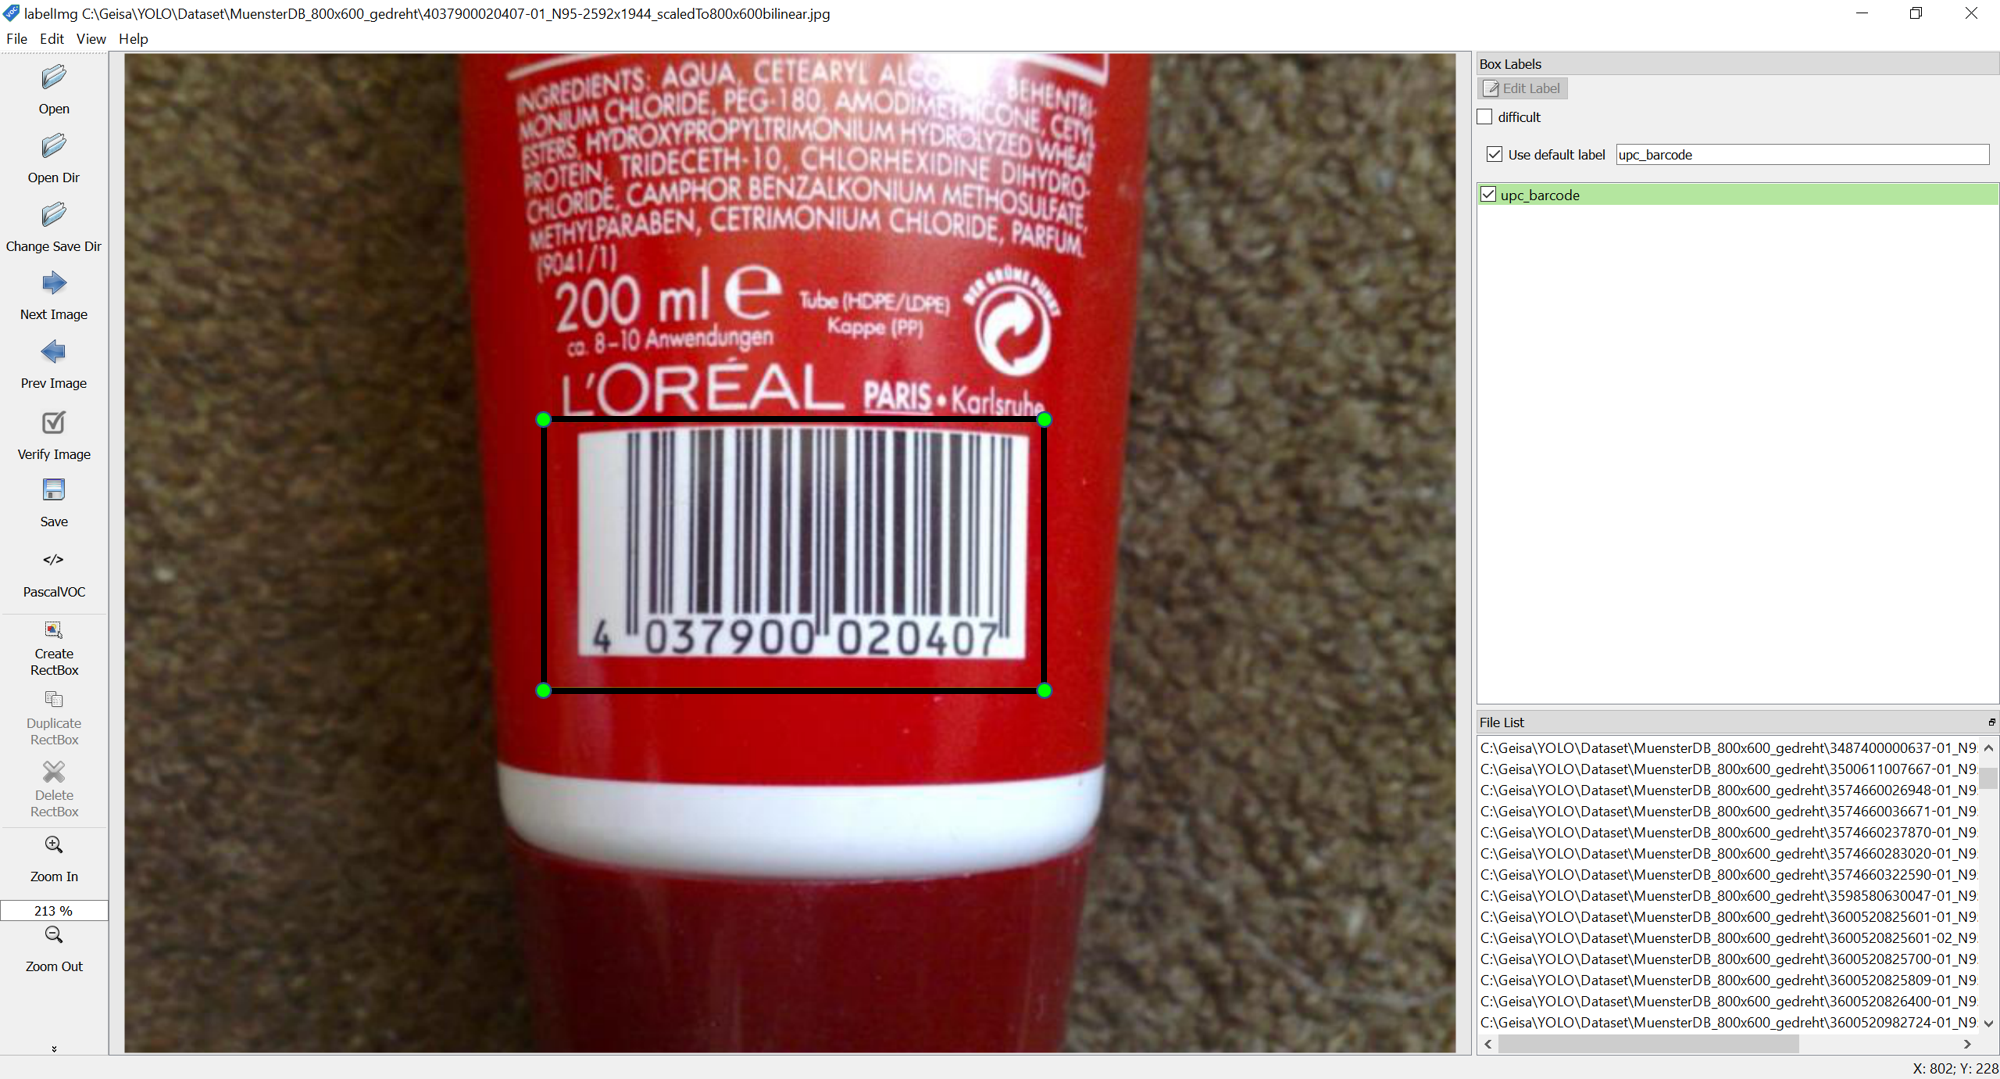 labelImg C:\Geisa\YOLO\Dataset\MuensterDB_800x600_gedreht\4037900020407-01_N95-2592x1944_scaledTo800x600bilinear.jpg
File Edit View Help
Open
Open Dir
Change Save Dir
Next Image
Prev Image
Verify Image
Save
</>
PascalVOC
Create
RectBox
Duplicate
RectBox
Delete
RectBox
Zoom In
213 %
Zoom Out
INGREDIENTS: AQUA, CETEARYL BEHENTRI-
MONIUM CHLORIDE, PEG-180, AMODIMETHICONE, CETYL
ESTERS, HYDROXYPROPYLTRIMONIUM HYDROLYZED WHEAT
PROTEIN, TRIDECETH-10, CHLORHEXIDINE DIHYDRO-
CHLORIDE, CAMPHOR BENZALKONIUM METHOSULFATE,
METHYLPARABEN, CETRIMONIUM CHLORIDE, PARFUM.
(9041/1)
200 ml e
ca. 8-10 Anwendungen
Tube (HDPE/LDPE)
Kappe (PP)
DER GRÜNE PUNKT
L'ORÉAL PARIS • Karlsruhe
4 037900 020407
Box Labels
Edit Label
difficult
Use default label upc_barcode
upc_barcode
File List
C:\Geisa\YOLO\Dataset\MuensterDB_800x600_gedreht\3487400000637-01_N9
C:\Geisa\YOLO\Dataset\MuensterDB_800x600_gedreht\3500611007667-01_N9
C:\Geisa\YOLO\Dataset\MuensterDB_800x600_gedreht\3574660026948-01_N9
C:\Geisa\YOLO\Dataset\MuensterDB_800x600_gedreht\3574660036671-01_N9
C:\Geisa\YOLO\Dataset\MuensterDB_800x600_gedreht\3574660237870-01_N9
C:\Geisa\YOLO\Dataset\MuensterDB_800x600_gedreht\3574660283020-01_N9
C:\Geisa\YOLO\Dataset\MuensterDB_800x600_gedreht\3574660322590-01_N9
C:\Geisa\YOLO\Dataset\MuensterDB_800x600_gedreht\3598580630047-01_N9
C:\Geisa\YOLO\Dataset\MuensterDB_800x600_gedreht\3600520825601-01_N9
C:\Geisa\YOLO\Dataset\MuensterDB_800x600_gedreht\3600520825601-02_N9
C:\Geisa\YOLO\Dataset\MuensterDB_800x600_gedreht\3600520825700-01_N9
C:\Geisa\YOLO\Dataset\MuensterDB_800x600_gedreht\3600520825809-01_N9
C:\Geisa\YOLO\Dataset\MuensterDB_800x600_gedreht\3600520826400-01_N9
C:\Geisa\YOLO\Dataset\MuensterDB_800x600_gedreht\3600520982724-01_N9
X: 802; Y: 228